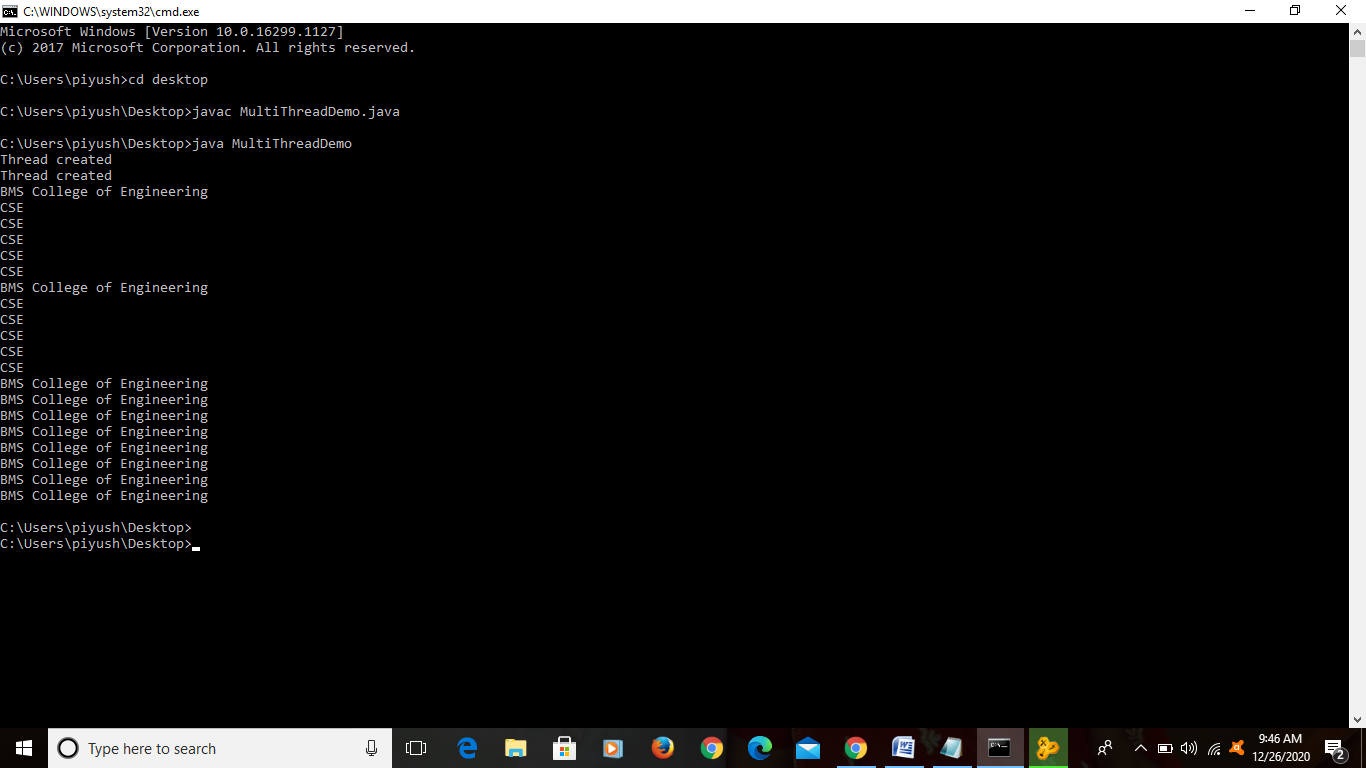 C:\WINDOWS\system32\cmd.exe
Microsoft Windows [Version 10.0.16299.1127]
(c) 2017 Microsoft Corporation. All rights reserved.
C:\Users\piyush>cd desktop
C:\Users\piyush\Desktop>javac MultiThreadDemo.java
C:\Users\piyush\Desktop>java MultiThreadDemo
Thread created
Thread created
BMS College of Engineering
CSE
CSE
CSE
CSE
CSE
BMS College of Engineering
CSE
CSE
CSE
CSE
CSE
BMS College of Engineering
BMS College of Engineering
BMS College of Engineering
BMS College of Engineering
BMS College of Engineering
BMS College of Engineering
BMS College of Engineering
BMS College of Engineering
C:\Users\piyush\Desktop>
C:\Users\piyush\Desktop>
Type here to search
9:46 AM
12/26/2020
2